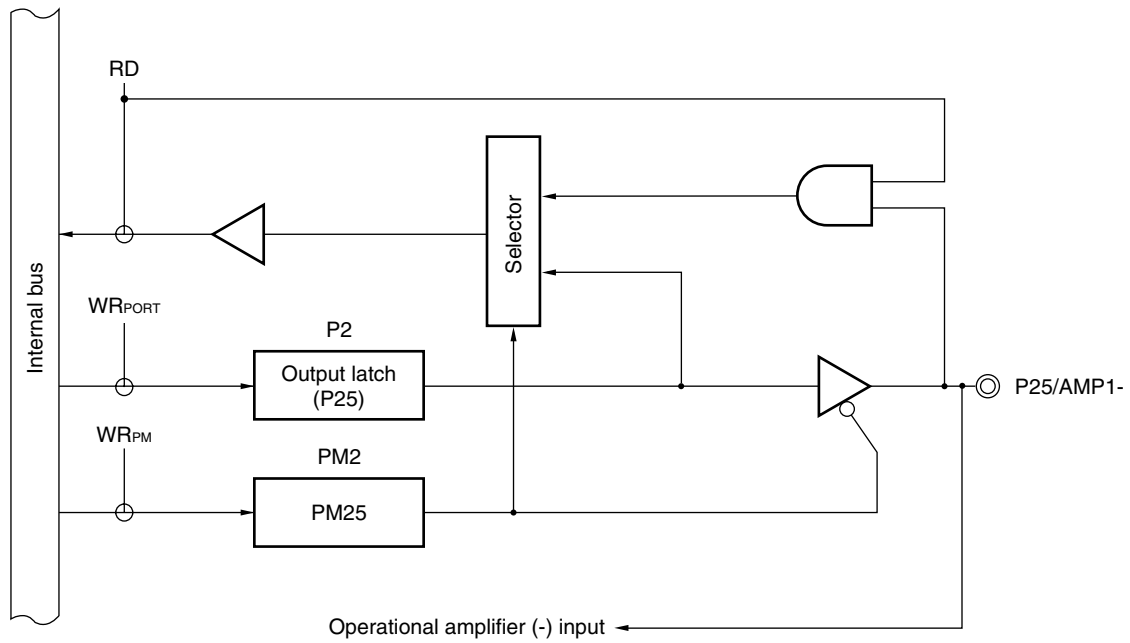 RD
Selector
Internal bus
WRPORT
P2
Output latch
(P25)
P25/AMP1-
WRPM
PM2
PM25
Operational amplifier (-) input